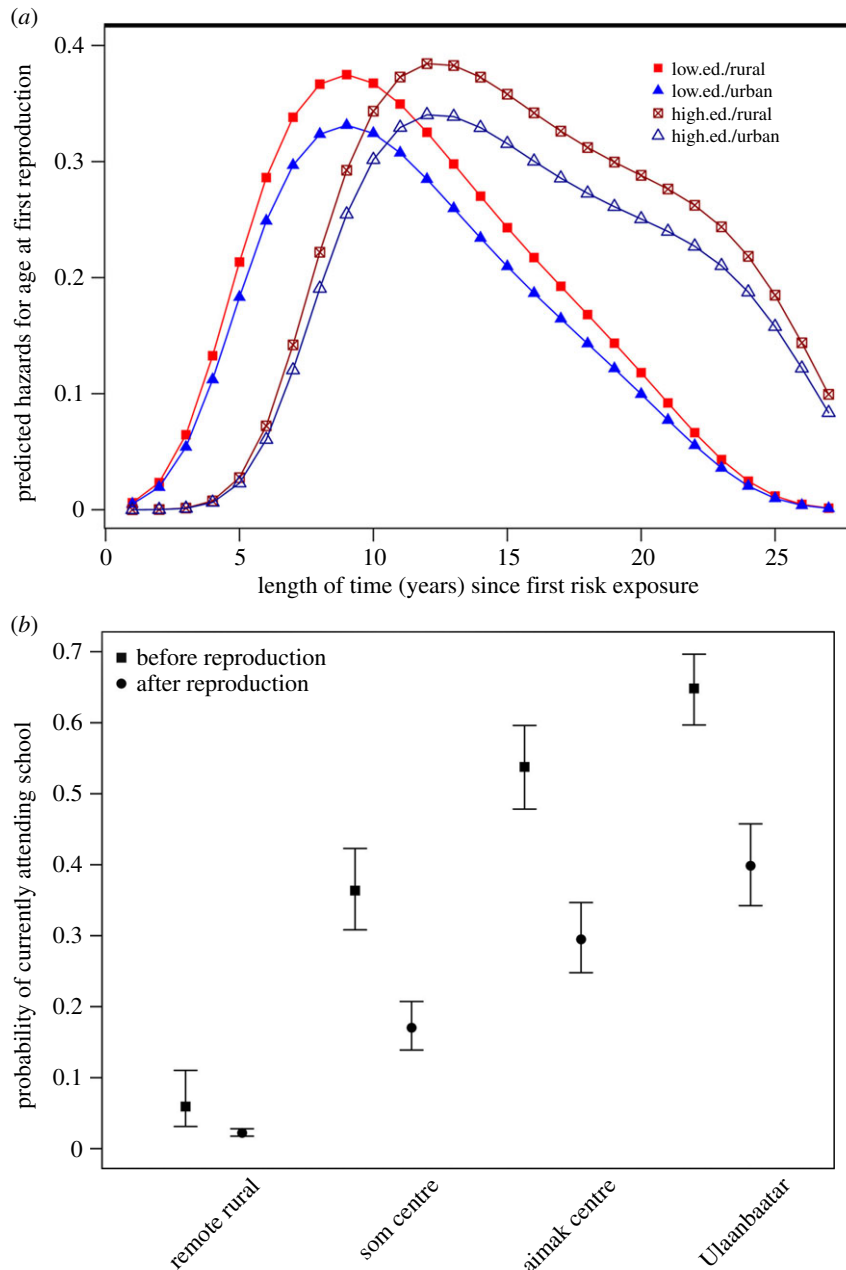 (a)
0.4
0.3
0.2
0.1
0
predicted hazards for age at first reproduction
low.ed./rural
low.ed./urban
high.ed./rural
high.ed./urban
0 5 10 15 20 25
length of time (years) since first risk exposure
(b)
0.7
0.6
0.5
0.4
0.3
0.2
0.1
0
probability of currently attending school
before reproduction
after reproduction
remote rural
som centre
aimak centre
Ulaanbaatar